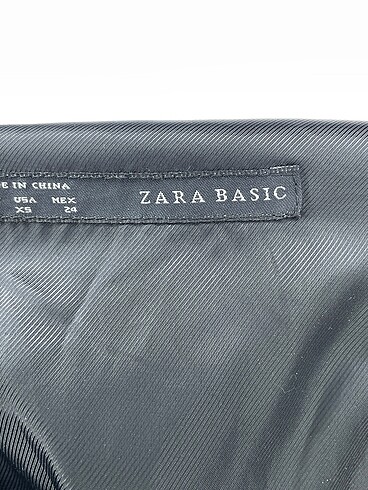 E IN CHINA
USA MEX
XS 24
ZARA BASIC